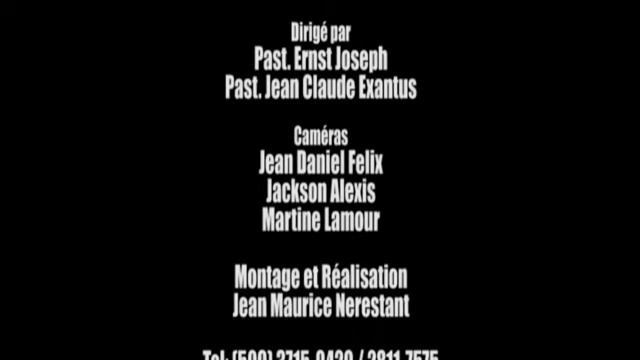 Dirigé par
Past. Ernst Joseph
Past. Jean Claude Exantus
Caméras
Jean Daniel Felix
Jackson Alexis
Martine Lamour
Montage et Réalisation
Jean Maurice Nerestant
Tel: